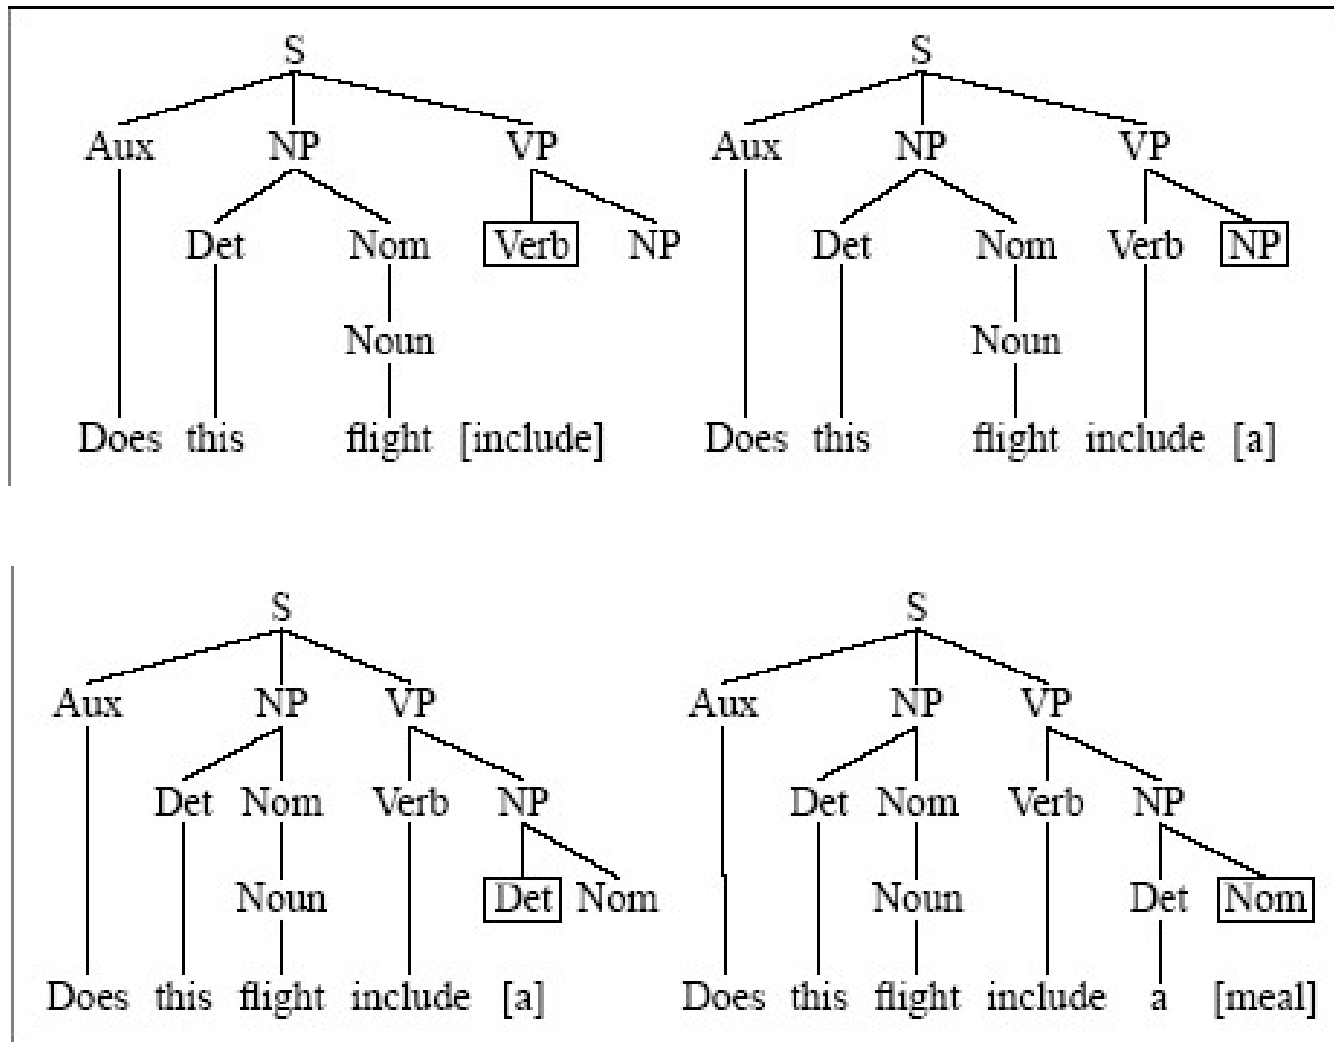 S S
Aux NP VP Aux NP VP
Det Nom Verb NP Det Nom Verb NP
Noun Noun
Does this flight [include] Does this flight include [a]
S S
Aux NP VP Aux NP VP
Det Nom Verb NP Det Nom Verb NP
Noun Det Nom Noun Det Nom
Does this flight include [a] Does this flight include a [meal]